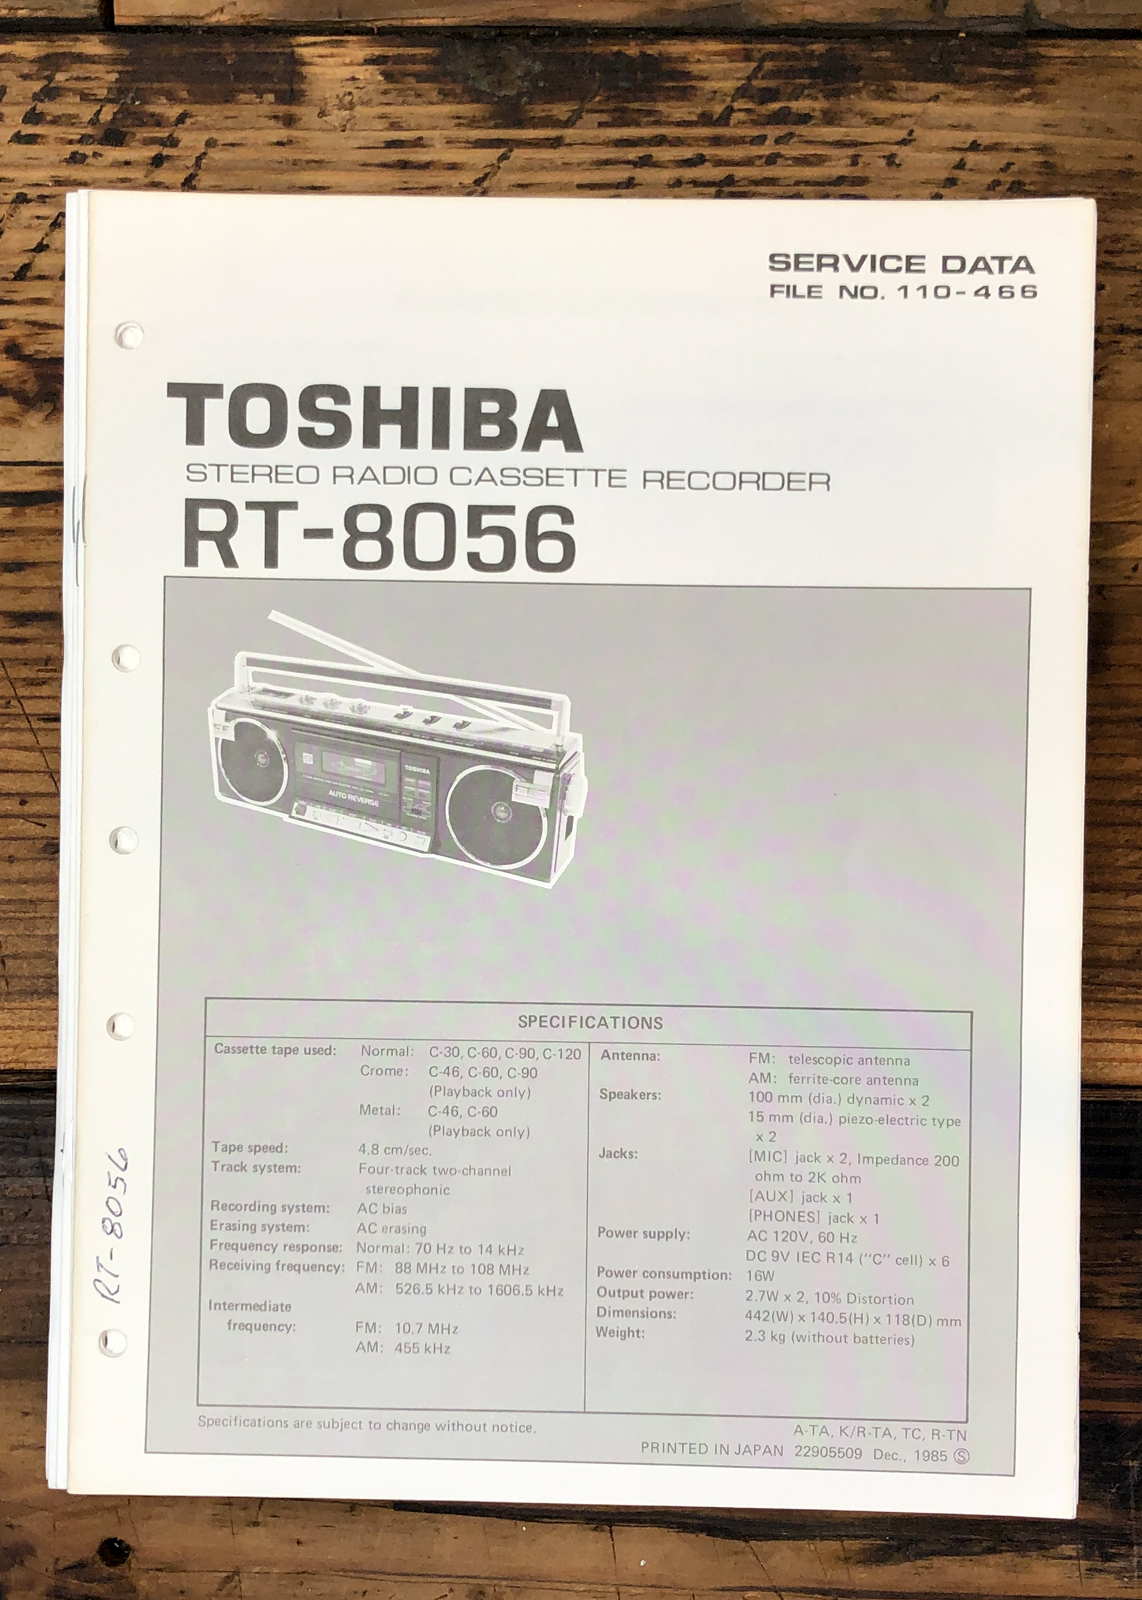 SERVICE DATA
FILE NO. 110-466
TOSHIBA
STEREO RADIO CASSETTE RECORDER
RT-8056
TOSHIBA
AUTO REVERSE
SPECIFICATIONS
Cassette tape used: Normal: C-30, C-60, C-90, C-120
Crome: C-46, C-60, C-90
(Playback only)
Metal: C-46, C-60
(Playback only)
Tape speed: 4.8 cm/sec.
Track system: Four-track two-channel
stereophonic
Recording system: AC bias
Erasing system: AC erasing
Frequency response: Normal: 70 Hz to 14 kHz
Receiving frequency: FM: 88 MHz to 108 MHz
AM: 526.5 kHz to 1606.5 kHz
Intermediate
frequency: FM: 10.7 MHz
AM: 455 kHz
Antenna: FM: telescopic antenna
AM: ferrite-core antenna
Speakers: 100 mm (dia.) dynamic x 2
15 mm (dia.) piezo-electric type
x 2
Jacks: [MIC] jack x 2, Impedance 200
ohm to 2K ohm
[AUX] jack x 1
[PHONES] jack x 1
Power supply: AC 120V, 60 Hz
DC 9V IEC R14 ("C" cell) x 6
Power consumption: 16W
Output power: 2.7W x 2, 10% Distortion
Dimensions: 442(W) x 140.5(H) x 118(D) mm
Weight: 2.3 kg (without batteries)
Specifications are subject to change without notice.
A-TA, K/R-TA, TC, R-TN
PRINTED IN JAPAN 22905509 Dec., 1985 Ⓢ
RT-8056